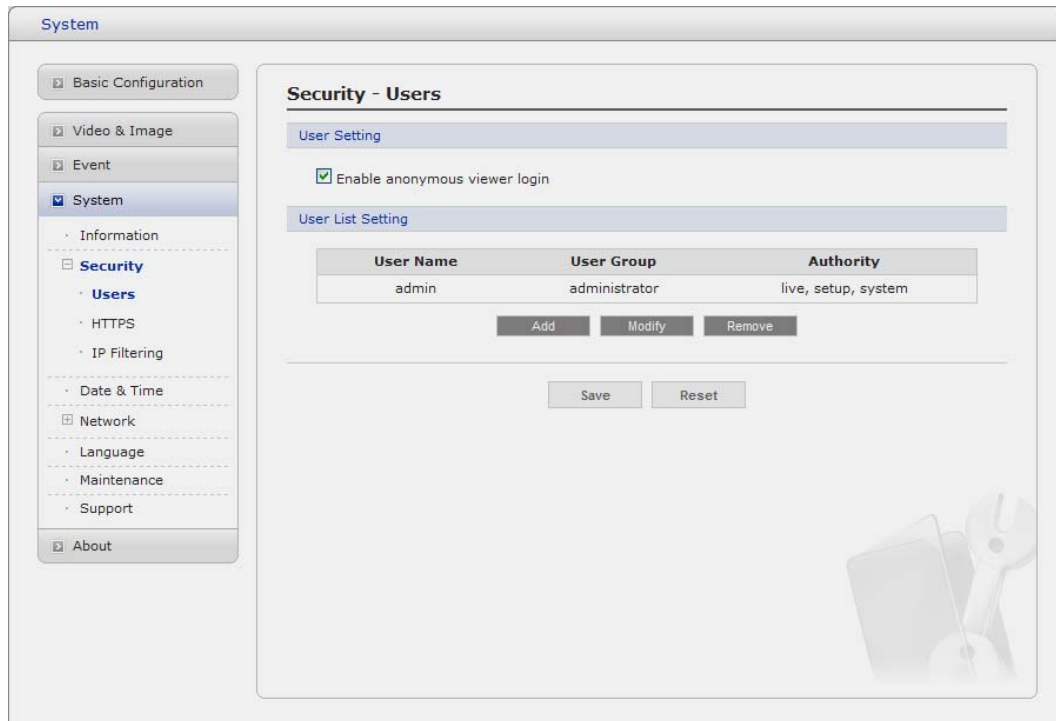 System
Basic Configuration
Video & Image
Event
System
· Information
Security
· Users
· HTTPS
· IP Filtering
· Date & Time
Network
· Language
· Maintenance
· Support
About
Security - Users
User Setting
Enable anonymous viewer login
User List Setting
User Name User Group Authority
admin administrator live, setup, system
Add Modify Remove
Save Reset